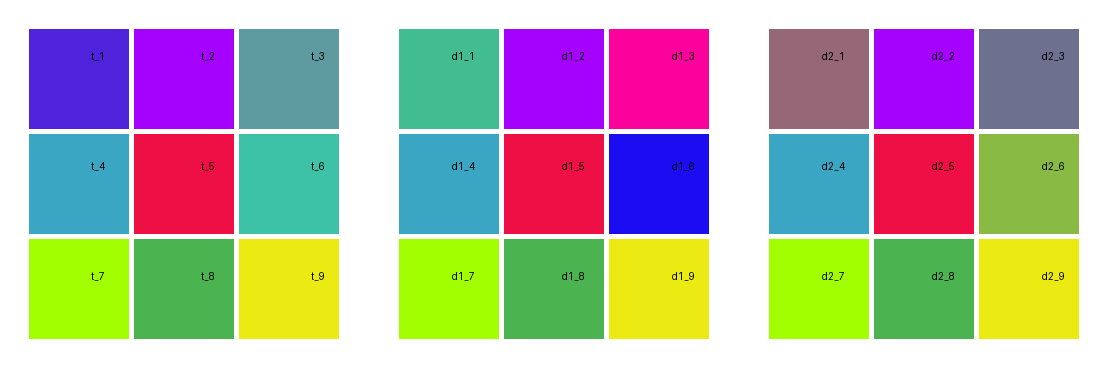 t_1 t_2 t_3 d1_1 d1_2 d1_3 d2_1 d2_2 d2_3
t_4 t_5 t_6 d1_4 d1_5 d1_6 d2_4 d2_5 d2_6
t_7 t_8 t_9 d1_7 d1_8 d1_9 d2_7 d2_8 d2_9